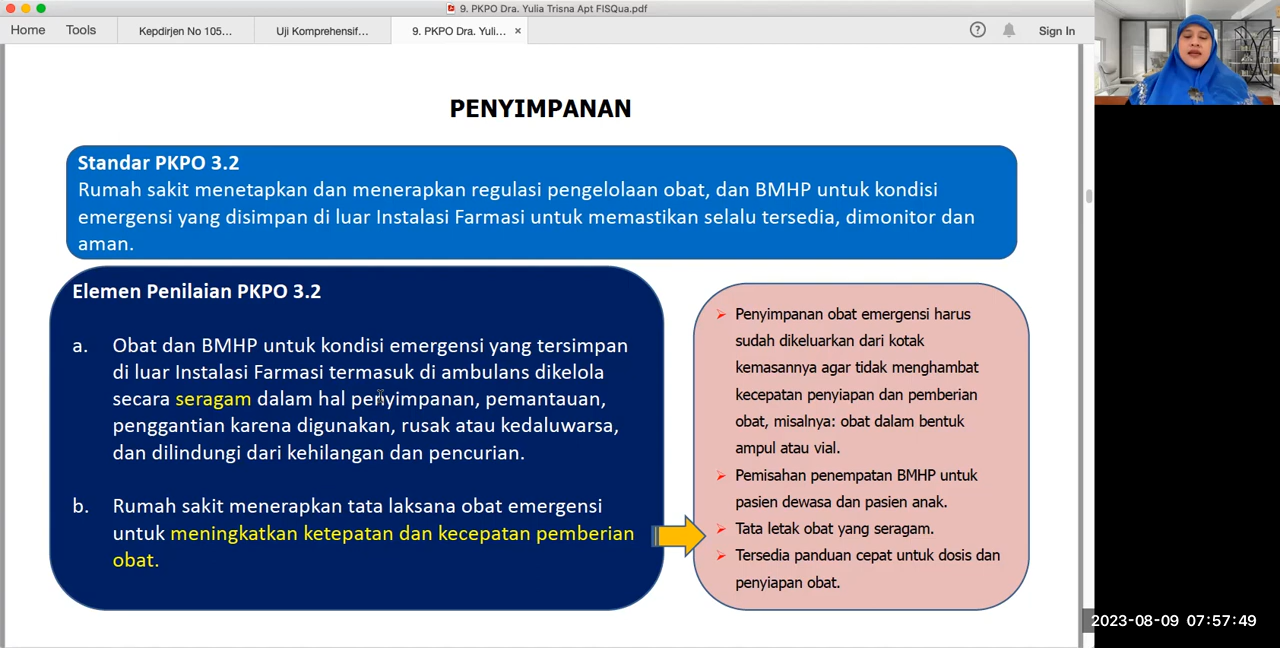 9. PKPO Dra. Yulia Trisna Apt FISQua.pdf
Home Tools Kepdirjen No 105... Uji Komprehensif... 9. PKPO Dra. Yuli... × ? Sign In
PENYIMPANAN
Standar PKPO 3.2
Rumah sakit menetapkan dan menerapkan regulasi pengelolaan obat, dan BMHP untuk kondisi
emergensi yang disimpan di luar Instalasi Farmasi untuk memastikan selalu tersedia, dimonitor dan
aman.
Elemen Penilaian PKPO 3.2
a. Obat dan BMHP untuk kondisi emergensi yang tersimpan
di luar Instalasi Farmasi termasuk di ambulans dikelola
secara seragam dalam hal penyimpanan, pemantauan,
penggantian karena digunakan, rusak atau kedaluwarsa,
dan dilindungi dari kehilangan dan pencurian.
b. Rumah sakit menerapkan tata laksana obat emergensi
untuk meningkatkan ketepatan dan kecepatan pemberian
obat.
Penyimpanan obat emergensi harus
sudah dikeluarkan dari kotak
kemasannya agar tidak menghambat
kecepatan penyiapan dan pemberian
obat, misalnya: obat dalam bentuk
ampul atau vial.
Pemisahan penempatan BMHP untuk
pasien dewasa dan pasien anak.
Tata letak obat yang seragam.
Tersedia panduan cepat untuk dosis dan
penyiapan obat.
2023-08-09 07:57:49